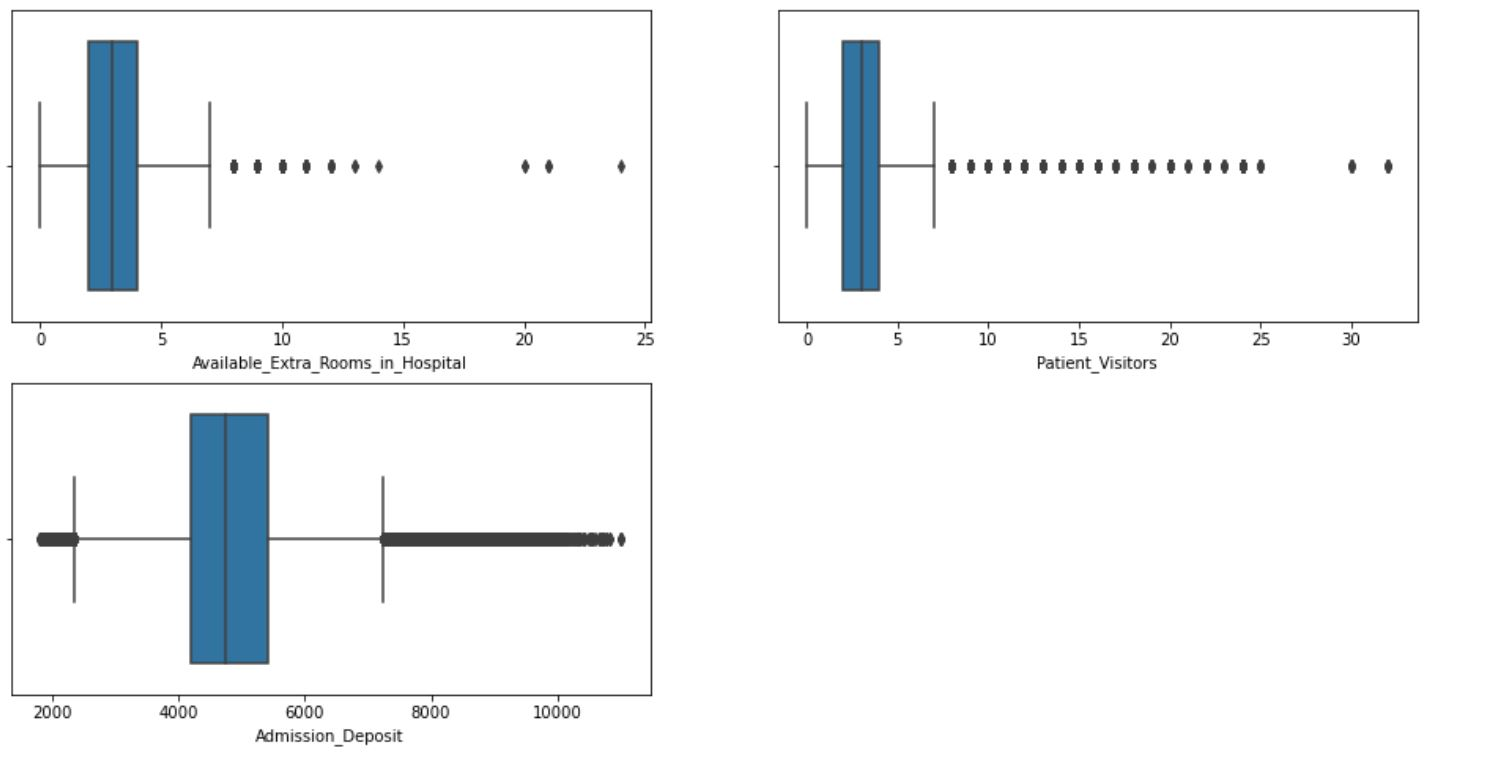 0 5 10 15 20 25
Available_Extra_Rooms_in_Hospital
0 5 10 15 20 25 30
Patient_Visitors
2000 4000 6000 8000 10000
Admission_Deposit